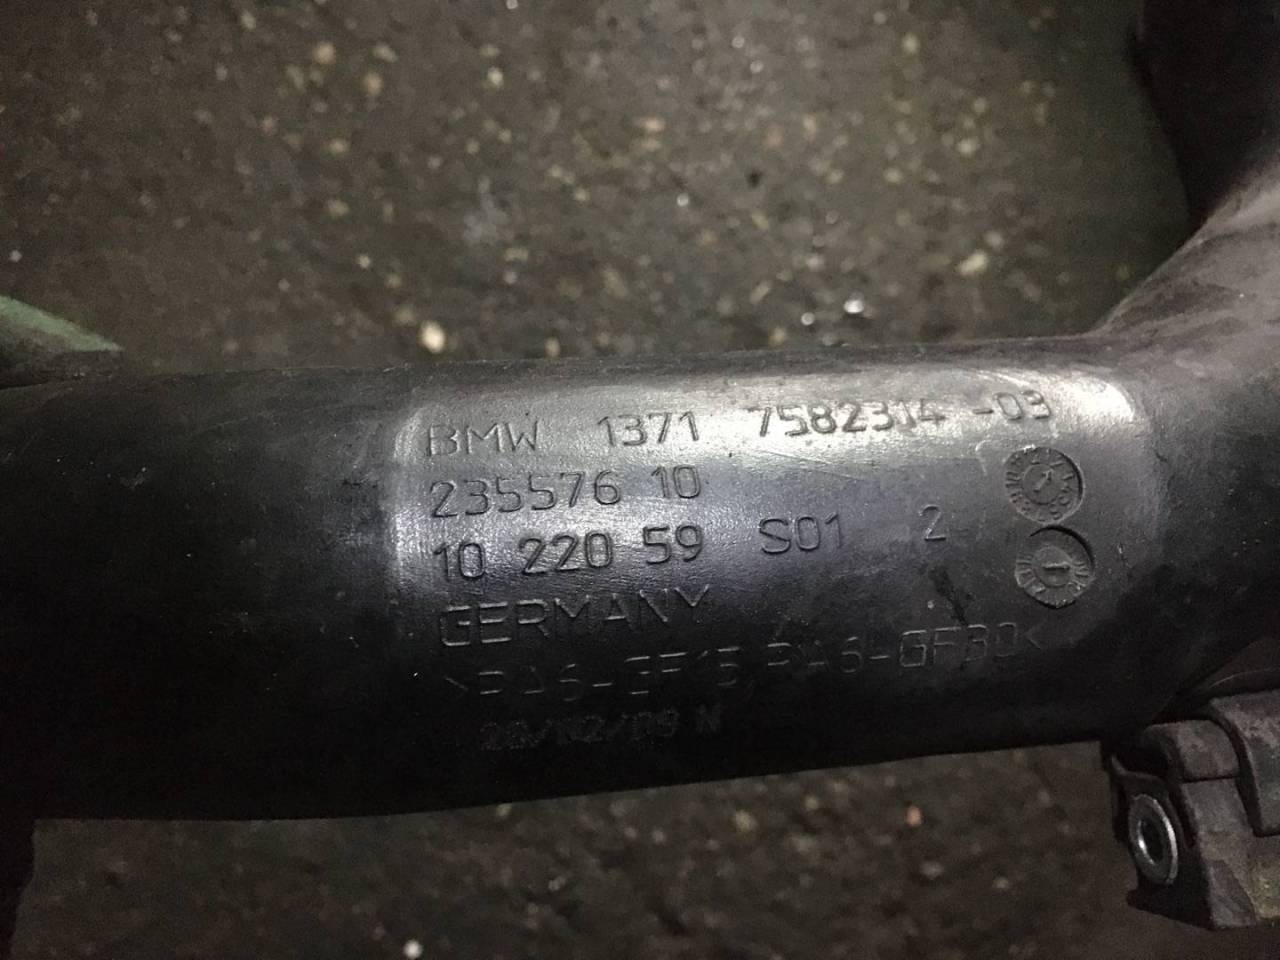 BMW 1371 7582314 -03
235576 10
10 220 59 S01 2
GERMANY
>PA6-GF15,PA6-GF30<